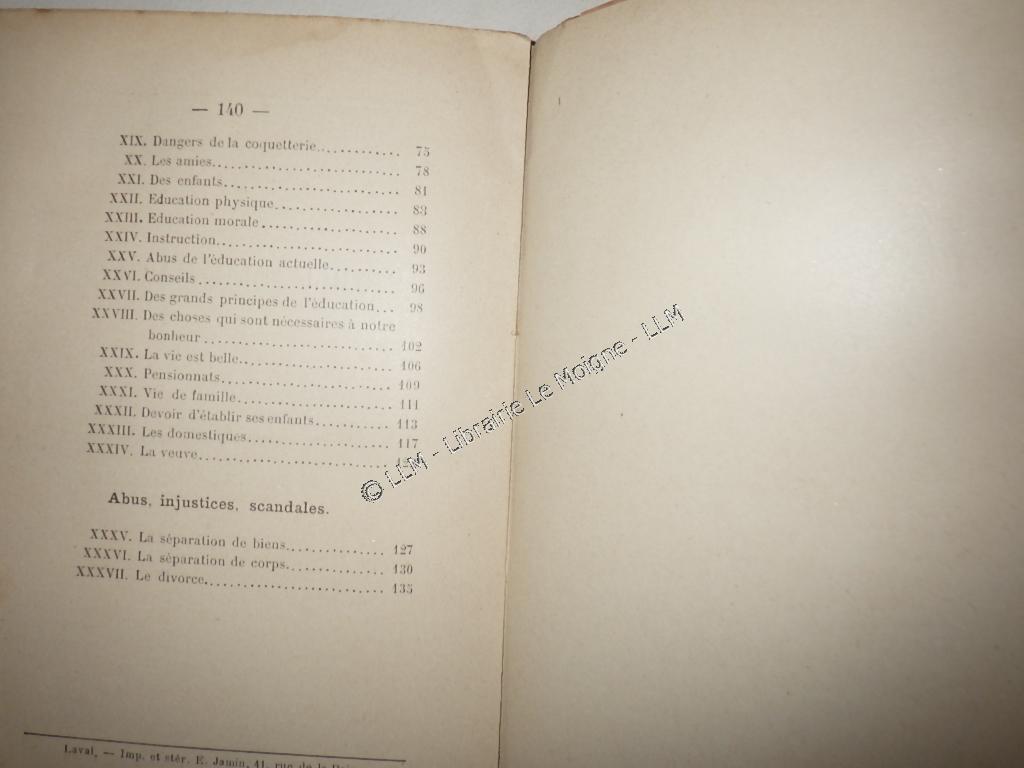 — 140 —
XIX. Dangers de la coquetterie............ 75
XX. Les amies............................ 78
XXI. Des enfants.......................... 81
XXII. Education physique.................. 83
XXIII. Education morale.................... 88
XXIV. Instruction......................... 90
XXV. Abus de l'éducation actuelle.......... 93
XXVI. Conseils............................ 96
XXVII. Des grands principes de l'éducation... 98
XXVIII. Des choses qui sont nécessaires à notre
bonheur............................ 102
XXIX. La vie est belle...................... 106
XXX. Pensionnats......................... 109
XXXI. Vie de famille....................... 111
XXXII. Devoir d'établir ses enfants........... 113
XXXIII. Les domestiques..................... 117
XXXIV. La veuve...........................
Abus, injustices, scandales.
XXXV. La séparation de biens............... 127
XXXVI. La séparation de corps............... 130
XXXVII. Le divorce........................... 135
Laval, — Imp. et stér. E. Jamin, 41, rue de la
© LLM - Librairie Le Moigne - LLM